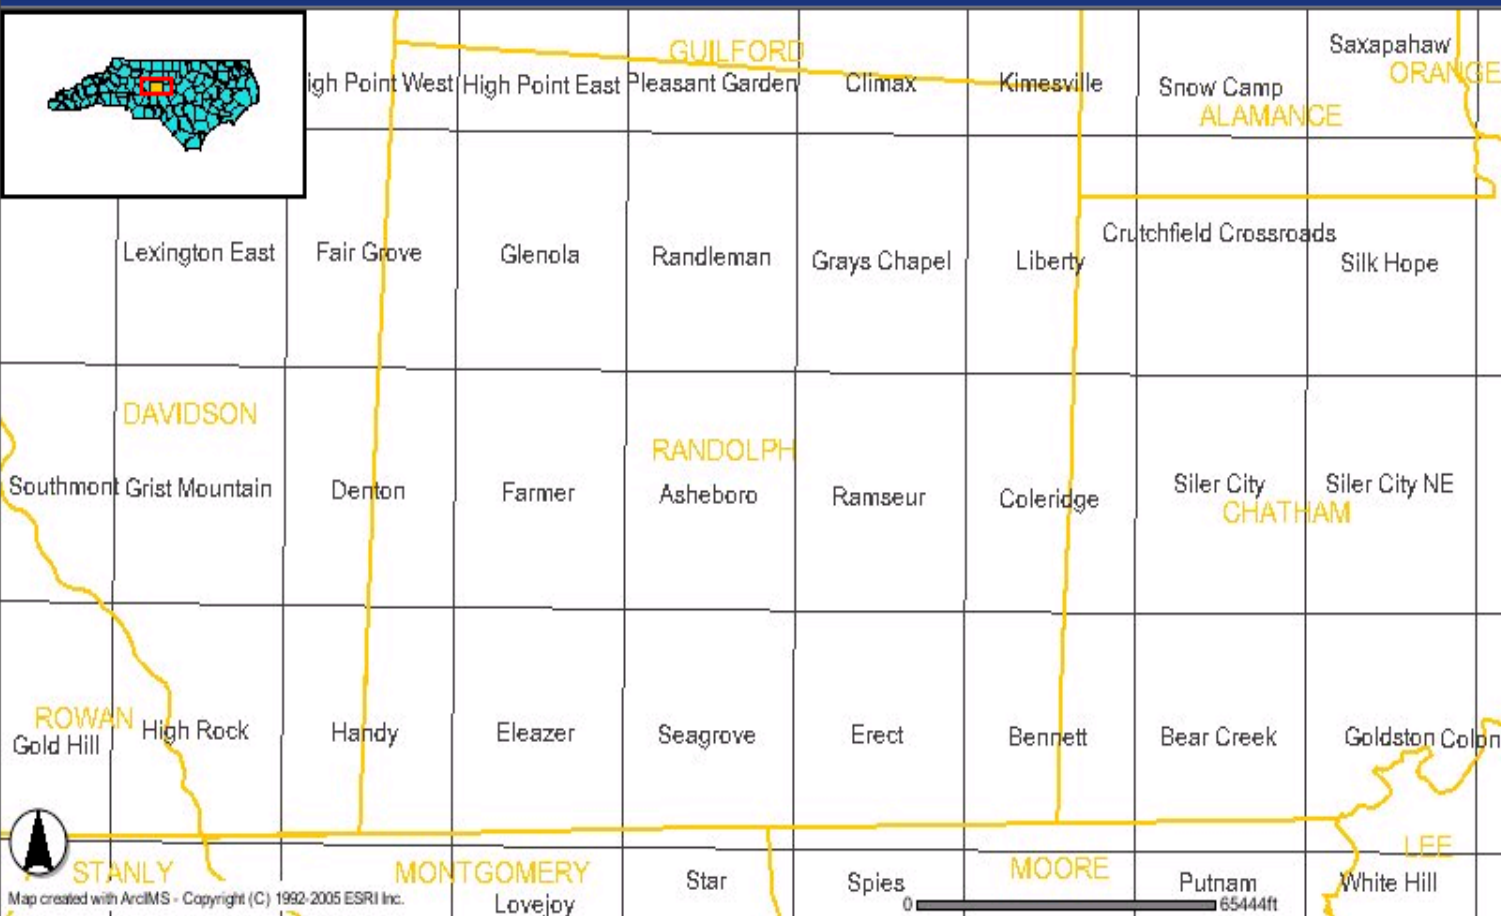 Saxapahaw
GUILFORD
ORANGE
igh Point West High Point East Pleasant Garden Climax Kimesville Snow Camp
ALAMANCE
Crutchfield Crossroads
Lexington East Fair Grove Glenola Randleman Grays Chapel Liberty Silk Hope
DAVIDSON
RANDOLPH
Southmont Grist Mountain Denton Farmer Asheboro Ramseur Coleridge Siler City Siler City NE
CHATHAM
ROWAN
Gold Hill High Rock Handy Eleazer Seagrove Erect Bennett Bear Creek Goldston Colon
LEE
STANLY MONTGOMERY MOORE
Star Spies Putnam White Hill
Map created with ArcIMS - Copyright (C) 1992-2005 ESRI Inc. Lovejoy 0 65444ft